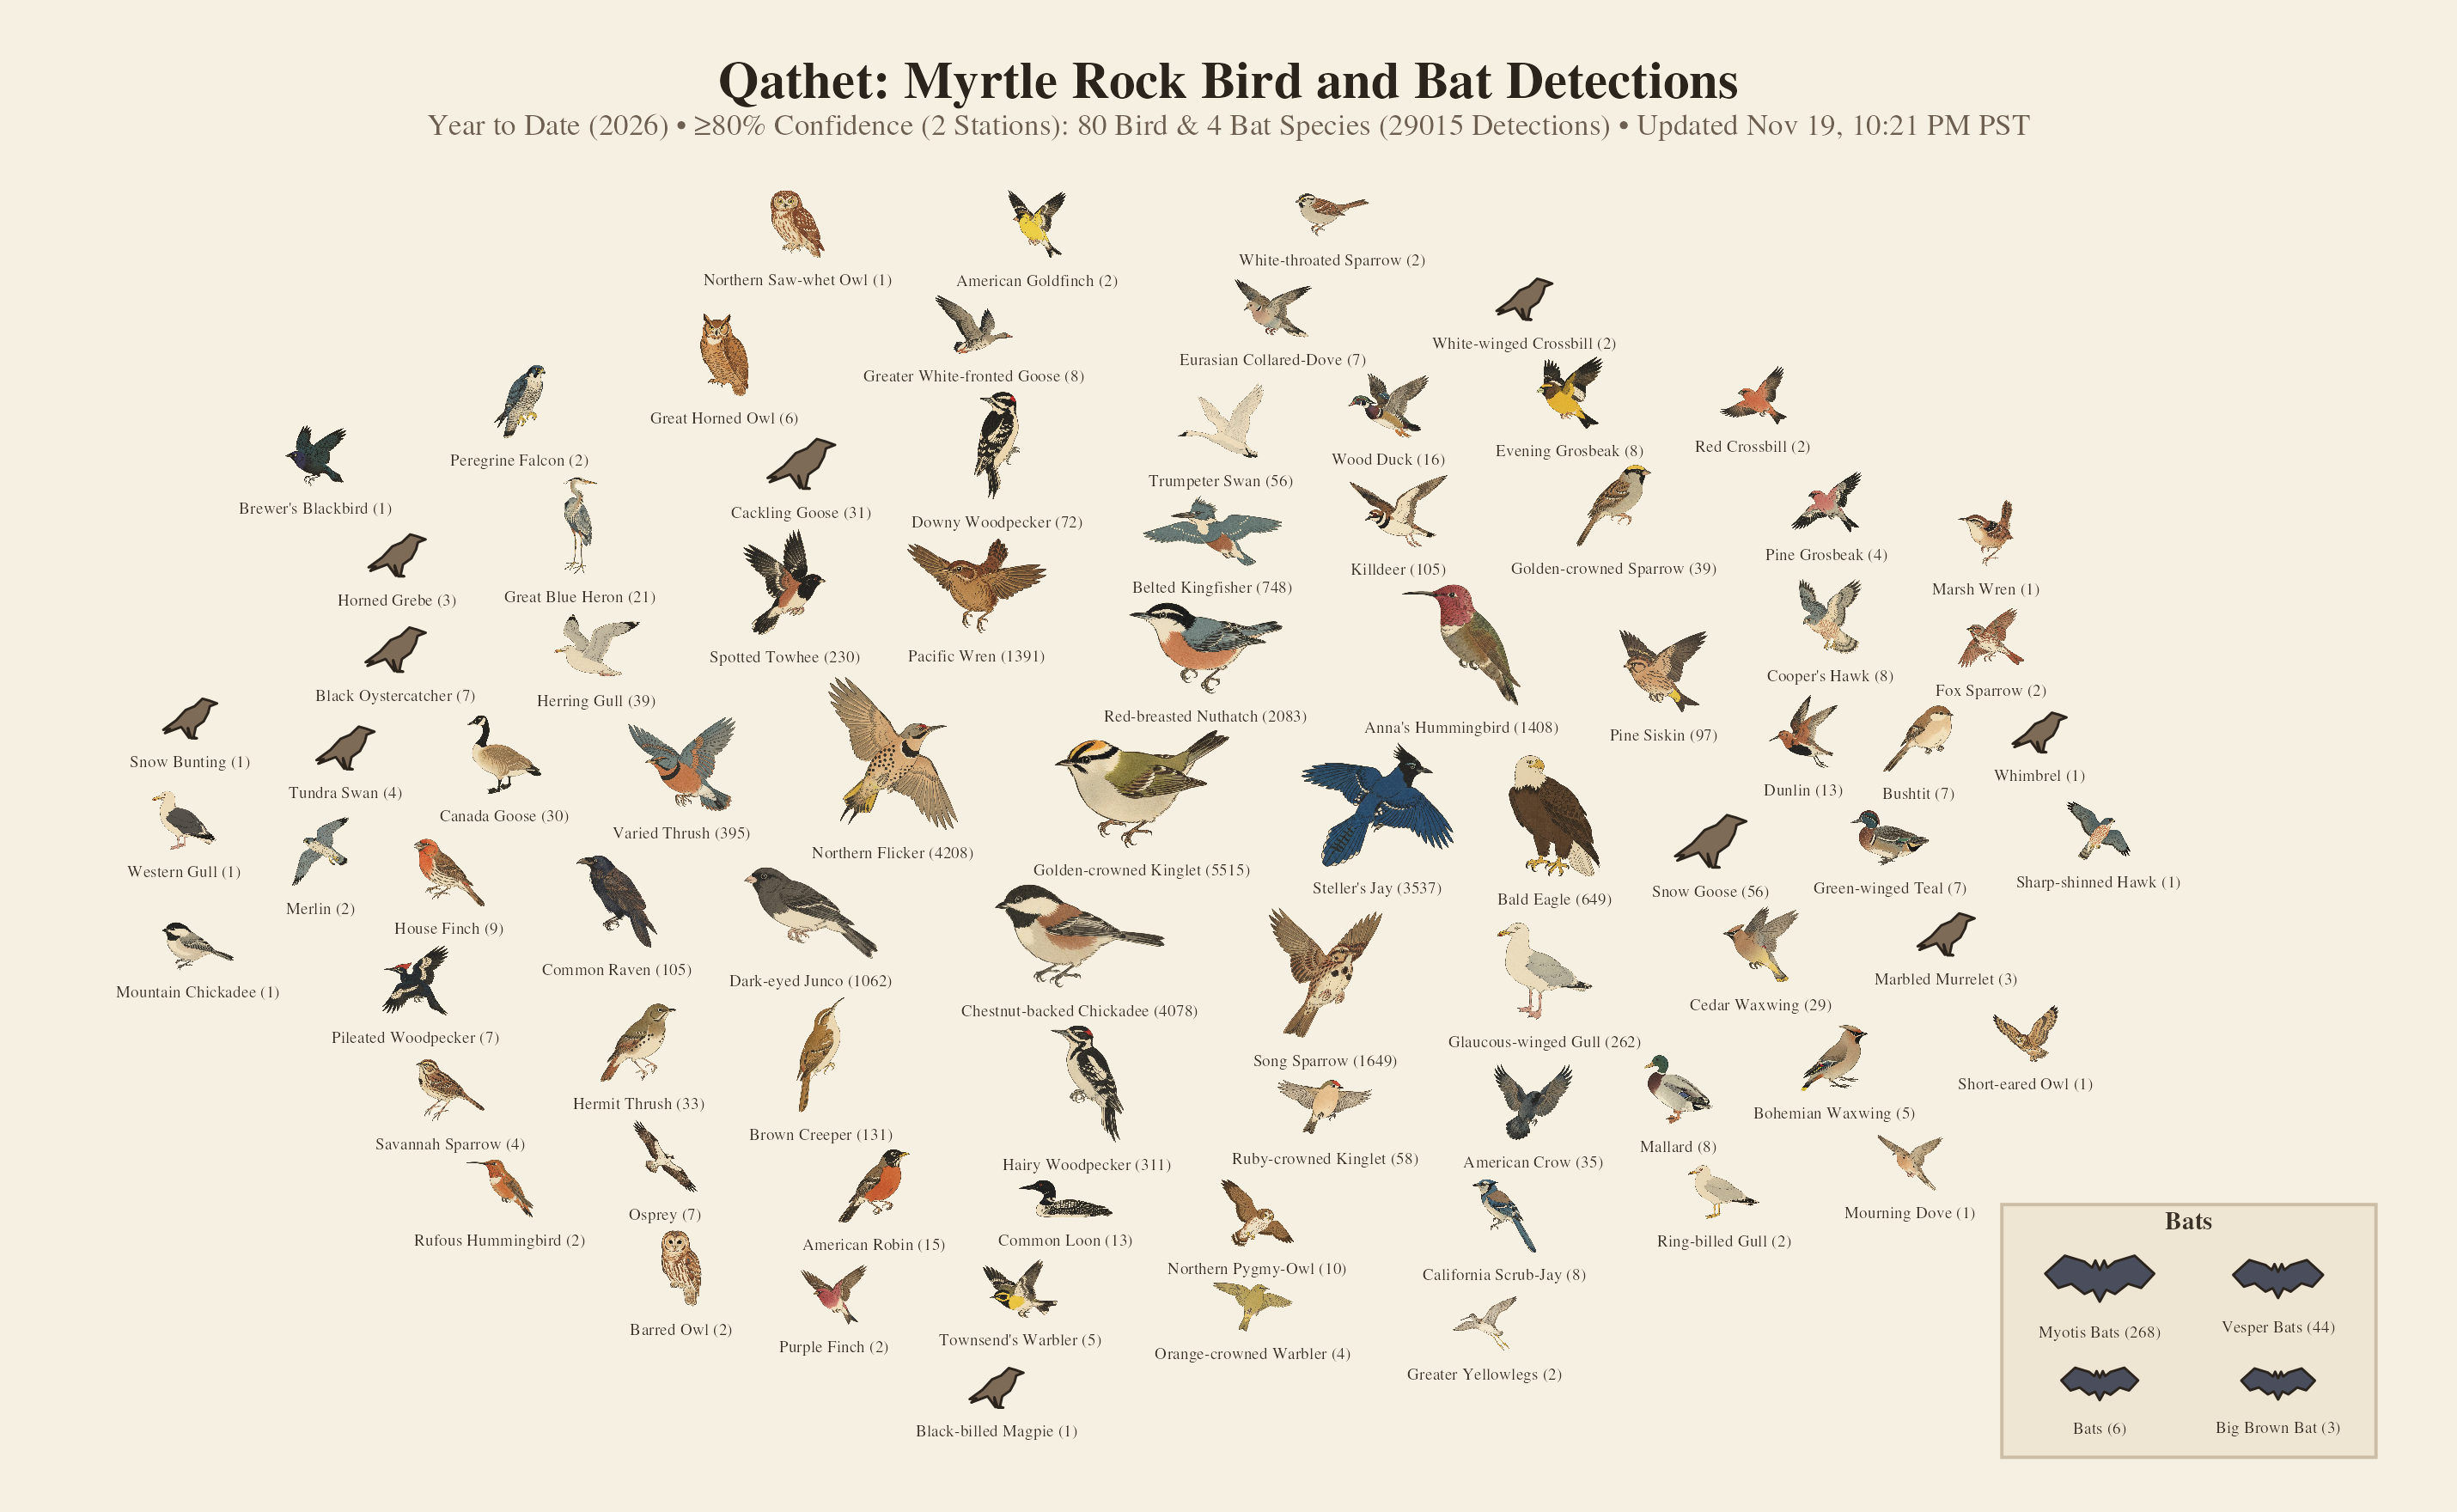 Qathet: Myrtle Rock Bird and Bat Detections
Year to Date (2026) • ≥80% Confidence (2 Stations): 80 Bird & 4 Bat Species (29015 Detections) • Updated Nov 19, 10:21 PM PST
Northern Saw-whet Owl (1)
American Goldfinch (2)
White-throated Sparrow (2)
White-winged Crossbill (2)
Eurasian Collared-Dove (7)
Greater White-fronted Goose (8)
Great Horned Owl (6)
Red Crossbill (2)
Evening Grosbeak (8)
Wood Duck (16)
Peregrine Falcon (2)
Trumpeter Swan (56)
Brewer's Blackbird (1)
Cackling Goose (31)
Downy Woodpecker (72)
Pine Grosbeak (4)
Killdeer (105)
Golden-crowned Sparrow (39)
Belted Kingfisher (748)
Marsh Wren (1)
Great Blue Heron (21)
Horned Grebe (3)
Spotted Towhee (230)
Pacific Wren (1391)
Cooper's Hawk (8)
Fox Sparrow (2)
Black Oystercatcher (7)
Herring Gull (39)
Red-breasted Nuthatch (2083)
Anna's Hummingbird (1408)
Pine Siskin (97)
Snow Bunting (1)
Whimbrel (1)
Tundra Swan (4)
Dunlin (13)
Bushtit (7)
Canada Goose (30)
Varied Thrush (395)
Northern Flicker (4208)
Golden-crowned Kinglet (5515)
Western Gull (1)
Sharp-shinned Hawk (1)
Steller's Jay (3537)
Green-winged Teal (7)
Snow Goose (56)
Bald Eagle (649)
Merlin (2)
House Finch (9)
Common Raven (105)
Dark-eyed Junco (1062)
Marbled Murrelet (3)
Mountain Chickadee (1)
Cedar Waxwing (29)
Chestnut-backed Chickadee (4078)
Pileated Woodpecker (7)
Glaucous-winged Gull (262)
Song Sparrow (1649)
Short-eared Owl (1)
Hermit Thrush (33)
Bohemian Waxwing (5)
Brown Creeper (131)
Savannah Sparrow (4)
Mallard (8)
Ruby-crowned Kinglet (58)
American Crow (35)
Hairy Woodpecker (311)
Mourning Dove (1)
Osprey (7)
Rufous Hummingbird (2)
Common Loon (13)
Ring-billed Gull (2)
American Robin (15)
Northern Pygmy-Owl (10)
California Scrub-Jay (8)
Barred Owl (2)
Townsend's Warbler (5)
Purple Finch (2)
Orange-crowned Warbler (4)
Greater Yellowlegs (2)
Black-billed Magpie (1)
Bats
Myotis Bats (268)
Vesper Bats (44)
Bats (6)
Big Brown Bat (3)